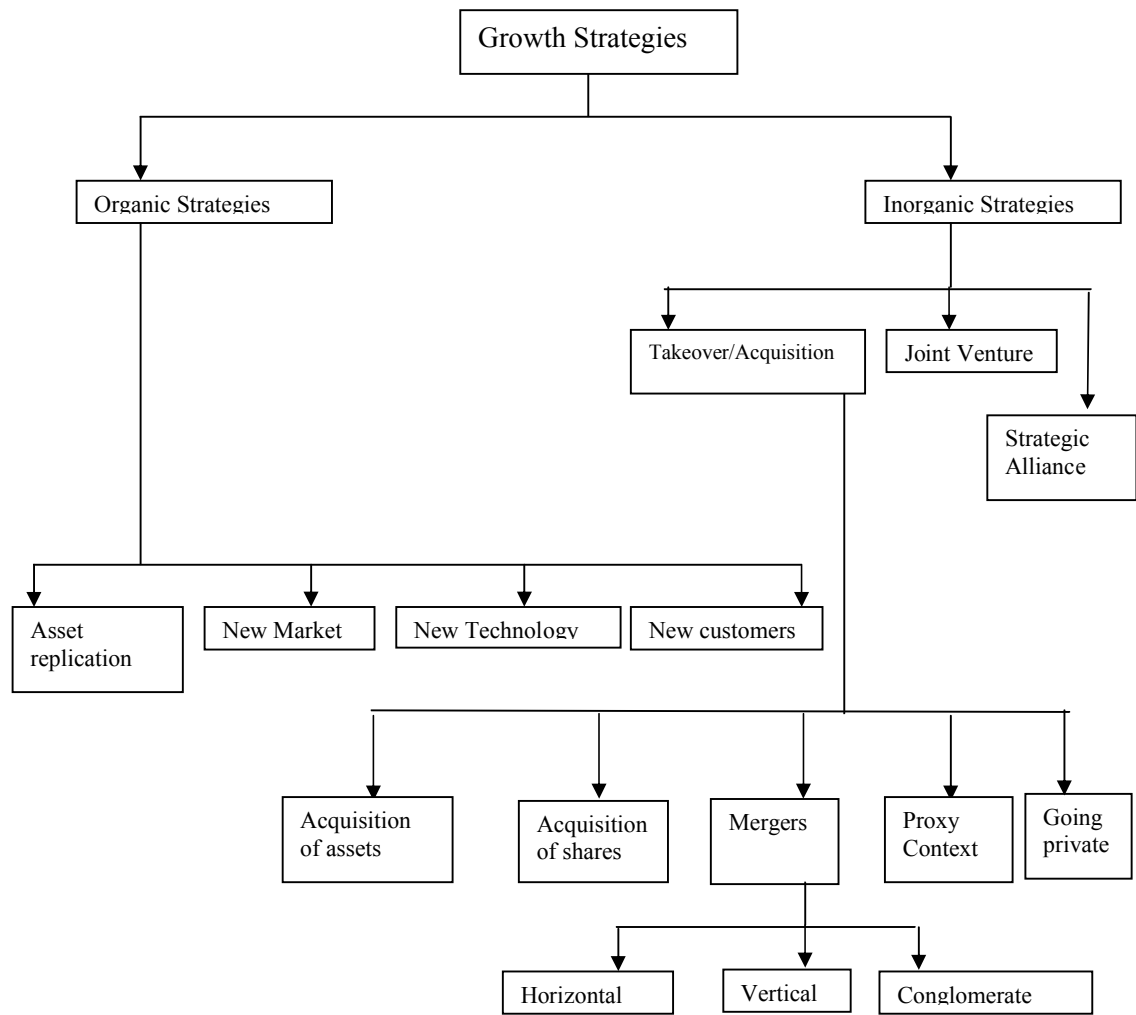 Growth Strategies
Organic Strategies
Inorganic Strategies
Takeover/Acquisition
Joint Venture
Strategic
Alliance
Asset
replication
New Market
New Technology
New customers
Acquisition
of assets
Acquisition
of shares
Mergers
Proxy
Context
Going
private
Horizontal
Vertical
Conglomerate